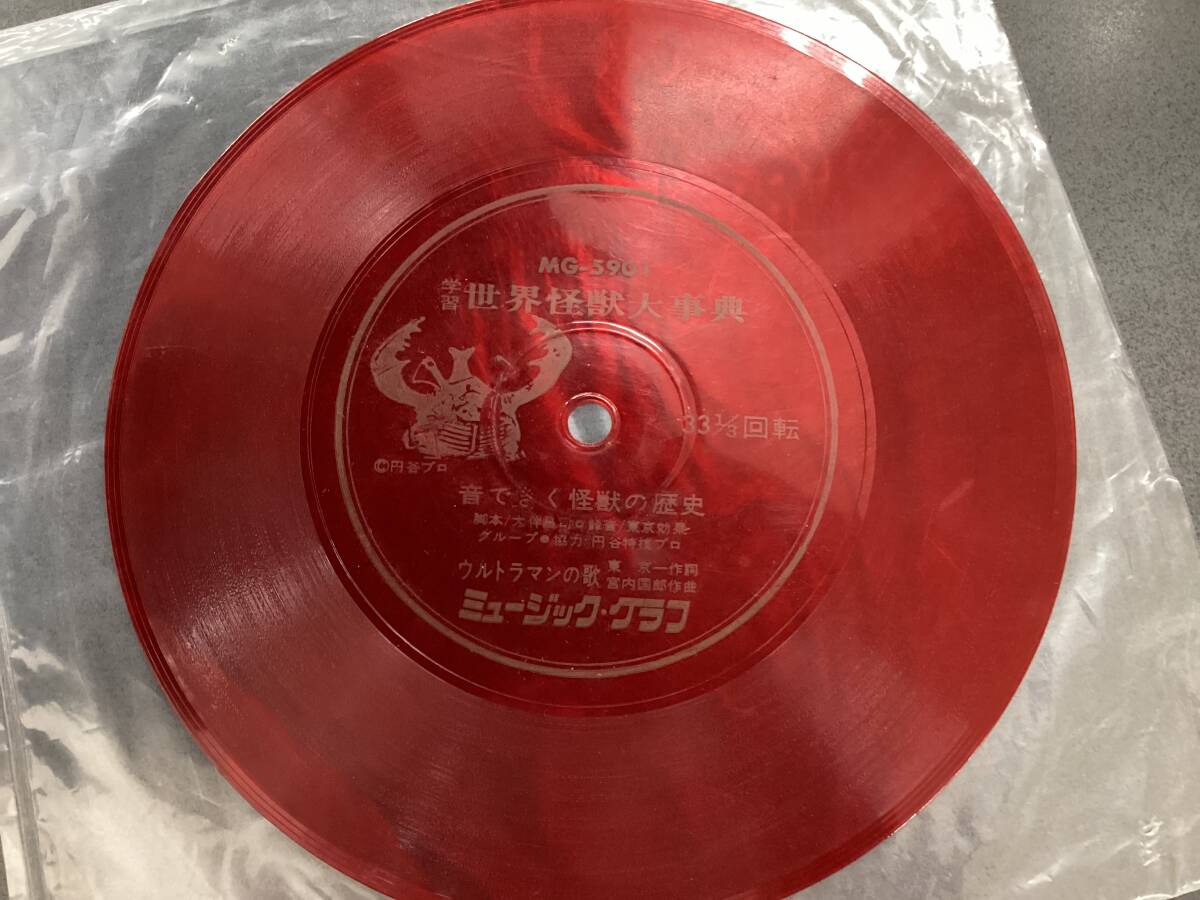 MG-5901
学習 世界怪獣大事典
33⅓回転
©円谷プロ
音できく怪獣の歴史
脚本/大伴昌司●録音/東京効果
グループ●協力・円谷特技プロ
ウルトラマンの歌 東 京一作詞
宮内国郎作曲
ミュージック・グラフ